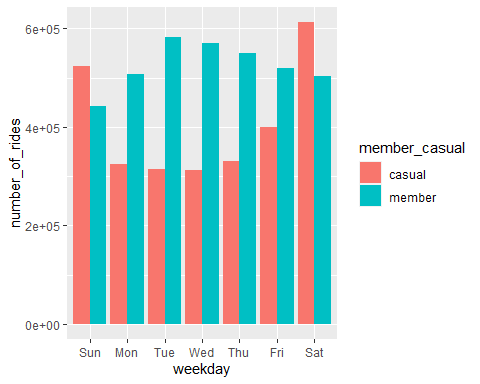 number_of_rides
6e+05
4e+05
2e+05
0e+00
Sun Mon Tue Wed Thu Fri Sat
weekday
member_casual
casual
member